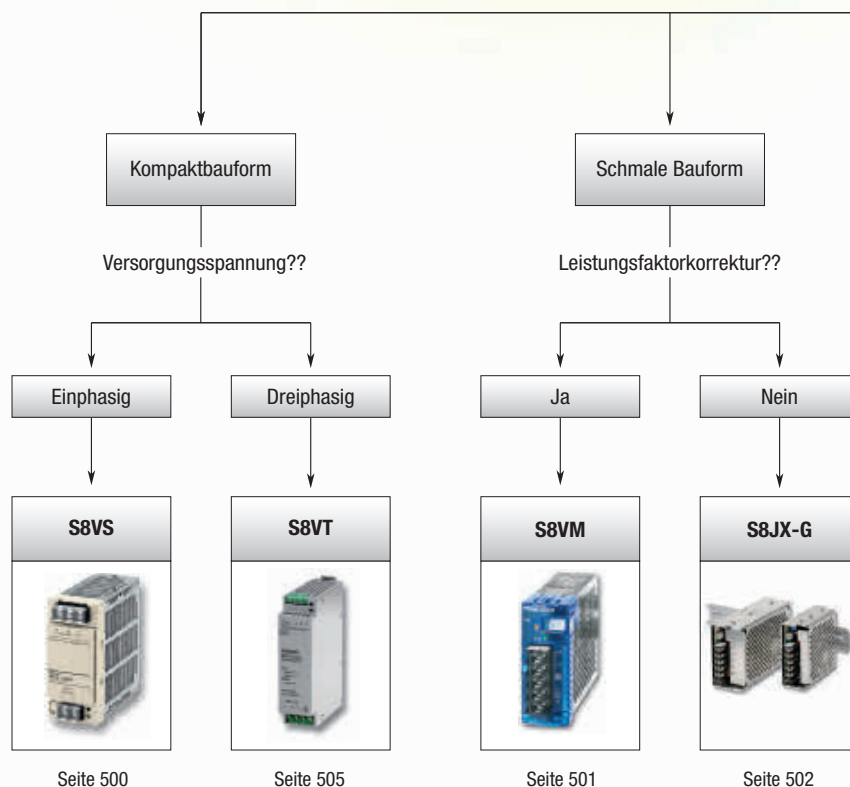 Kompaktbauform
Schmale Bauform
Versorgungsspannung??
Leistungsfaktorkorrektur??
Einphasig
Dreiphasig
Ja
Nein
S8VS
S8VT
S8VM
S8JX-G
Seite 500
Seite 505
Seite 501
Seite 502